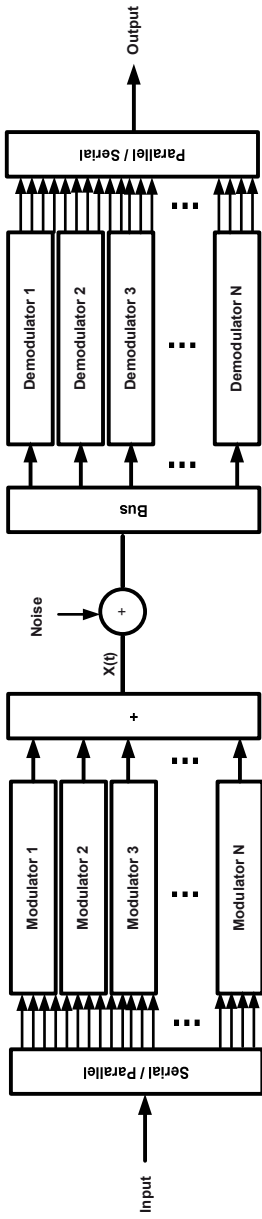 Input
Serial / Parallel
Modulator 1
Modulator 2
Modulator 3
...
Modulator N
...
...
+
X(t)
Noise
+
Bus
...
Demodulator 1
Demodulator 2
Demodulator 3
...
Demodulator N
...
Parallel / Serial
Output